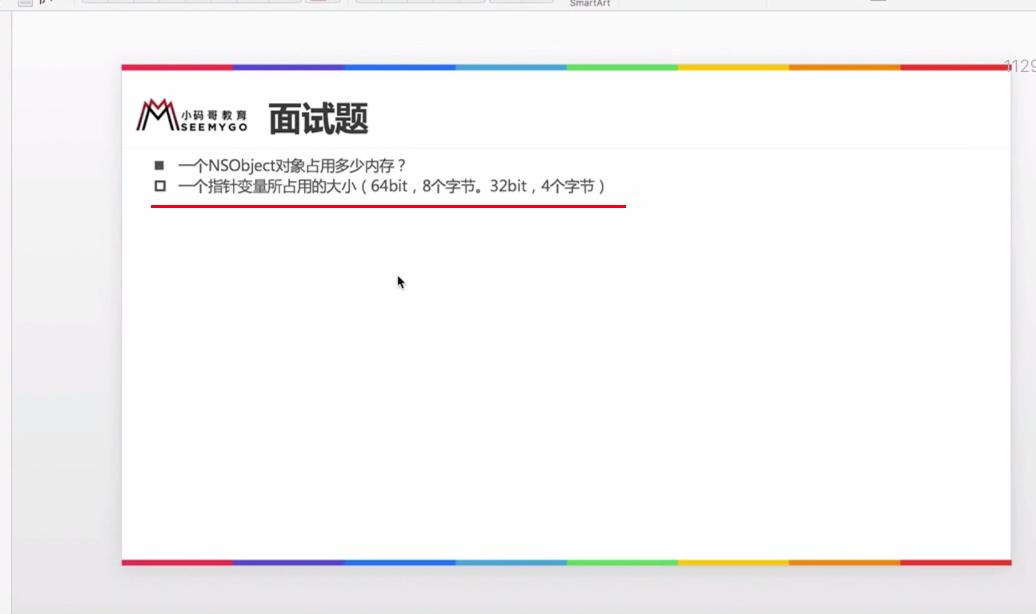 SmartArt
1129
小码哥教育
SEEMYGO
面试题
一个NSObject对象占用多少内存？
一个指针变量所占用的大小（64bit，8个字节。32bit，4个字节）